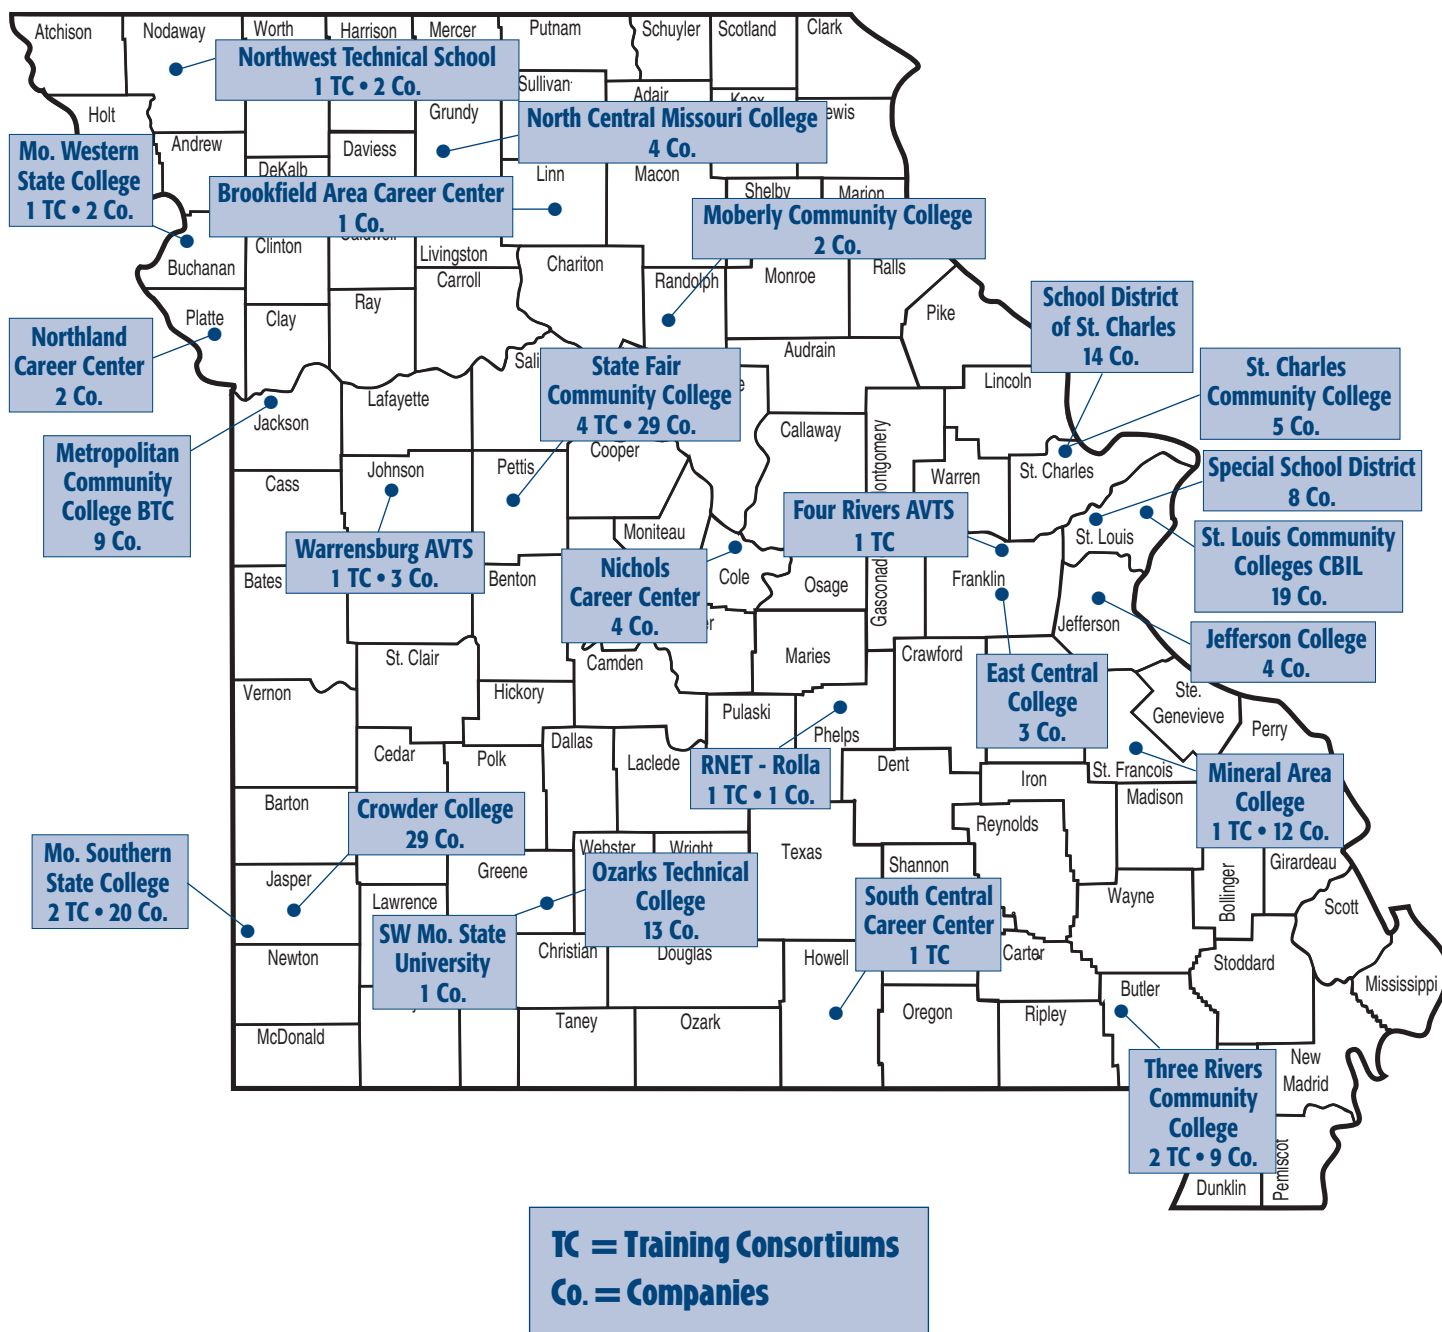 Atchison
Nodaway
Worth
Harrison
Mercer
Putnam
Schuyler
Scotland
Clark
Northwest Technical School
1 TC • 2 Co.
Sullivan
Adair
Knox
Holt
Grundy
North Central Missouri College
4 Co.
ewis
Andrew
Daviess
Mo. Western
State College
1 TC • 2 Co.
DeKalb
Linn
Macon
Shelby
Marion
Brookfield Area Career Center
1 Co.
Moberly Community College
2 Co.
Clinton
Caldwell
Livingston
Buchanan
Chariton
Carroll
Randolph
Monroe
Ralls
Ray
Platte
Clay
Pike
School District
of St. Charles
14 Co.
Northland
Career Center
2 Co.
Sali
Audrain
State Fair
Community College
4 TC • 29 Co.
e
Lincoln
St. Charles
Community College
5 Co.
Lafayette
Jackson
Callaway
ontgomery
Metropolitan
Community
College BTC
9 Co.
Cooper
Johnson
Pettis
Cass
Warren
St. Charles
Special School District
8 Co.
Four Rivers AVTS
1 TC
Moniteau
St. Louis
St. Louis Community
Colleges CBIL
19 Co.
Warrensburg AVTS
1 TC • 3 Co.
Nichols
Career Center
4 Co.
Bates
Benton
Cole
Osage
Gasconad
Franklin
Jefferson
er
Jefferson College
4 Co.
St. Clair
Camden
Maries
Crawford
East Central
College
3 Co.
Vernon
Hickory
Ste.
Genevieve
Pulaski
Phelps
Perry
Cedar
Polk
Dallas
Laclede
RNET - Rolla
1 TC • 1 Co.
Dent
Iron
St. Francois
Mineral Area
College
1 TC • 12 Co.
Madison
Barton
Crowder College
29 Co.
Reynolds
Mo. Southern
State College
2 TC • 20 Co.
Webster
Wright
Texas
Shannon
Girardeau
Jasper
Greene
Ozarks Technical
College
13 Co.
Bollinger
Lawrence
South Central
Career Center
1 TC
Wayne
Scott
SW Mo. State
University
1 Co.
Newton
Christian
Douglas
Howell
Carter
Stoddard
Mississippi
Butler
McDonald
y
Taney
Ozark
Oregon
Ripley
Three Rivers
Community
College
2 TC • 9 Co.
New
Madrid
Pemiscot
Dunklin
TC = Training Consortiums
Co. = Companies